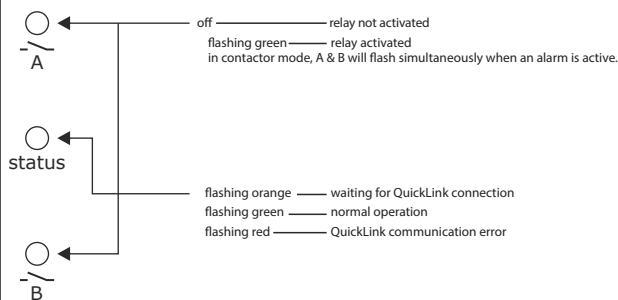 off relay not activated
flashing green relay activated
in contactor mode, A & B will flash simultaneously when an alarm is active.
A
status
flashing orange waiting for QuickLink connection
flashing green normal operation
flashing red QuickLink communication error
B